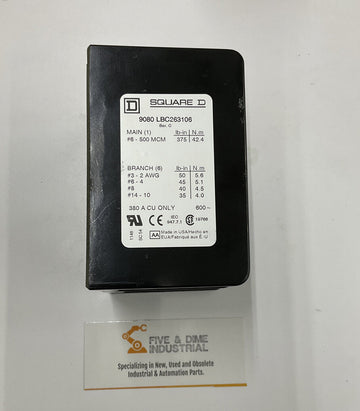 SQUARE D
9080 LBC263106
Ser. C
MAIN (1) lb-in N.m
#6 - 500 MCM 375 42.4
BRANCH (6) lb-in N.m
#3 - 2 AWG 50 5.6
#6 - 4 45 5.1
#8 40 4.5
#14 - 10 35 4.0
380 A CU ONLY 600~
IEC
947.7.1
15766
AA Made in USA/Hecho en
EUA/Fabriqué aux É-U
FIVE & DIME
INDUSTRIAL
Specializing in New, Used and Obsolete
Industrial & Automation Parts.